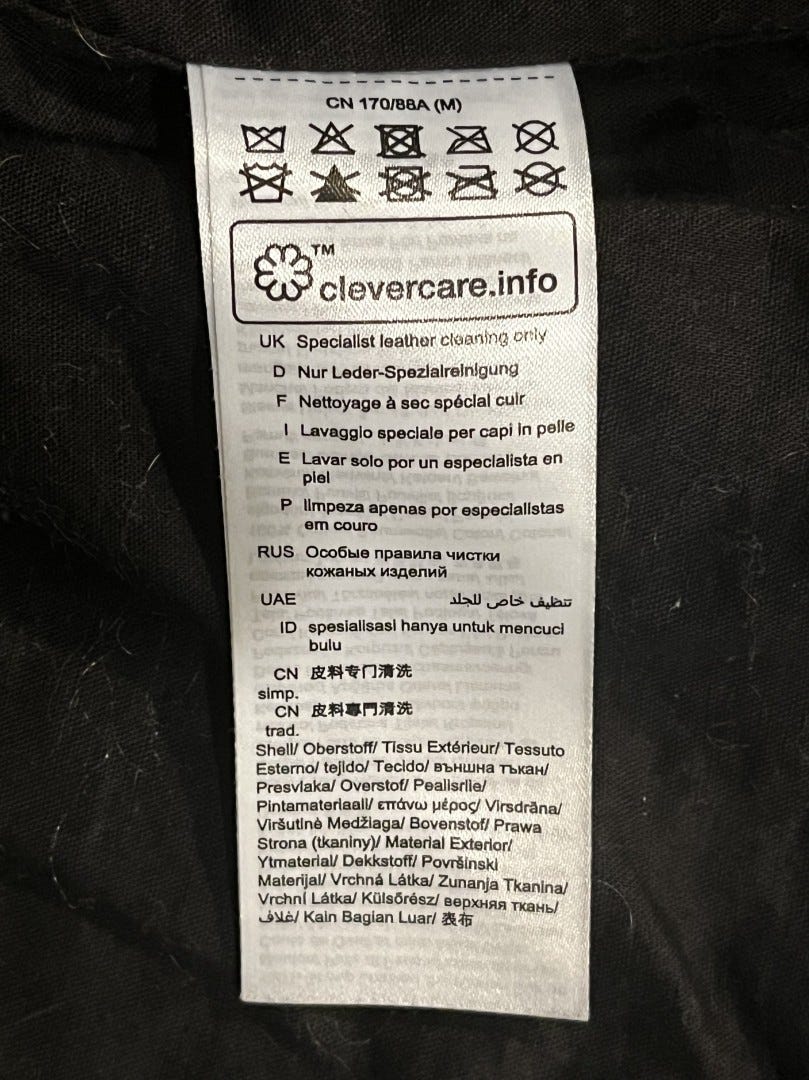 CN 170/88A (M)
TM
clevercare.info
UK Specialist leather cleaning only
D Nur Leder-Spezialreinigung
F Nettoyage à sec spécial cuir
I Lavaggio speciale per capi in pelle
E Lavar solo por un especialista en
piel
P limpeza apenas por especialistas
em couro
RUS Особые правила чистки
кожаных изделий
UAE تنظيف خاص للجلد
ID spesialisasi hanya untuk mencuci
bulu
CN 皮料专门清洗
simp.
CN 皮料專門清洗
trad.
Shell/ Oberstoff/ Tissu Extérieur/ Tessuto
Esterno/ tejido/ Tecido/ външна тъкан/
Presvlaka/ Overstof/ Pealisriie/
Pintamateriaali/ επάνω μέρος/ Virsdrāna/
Viršutinė Medžiaga/ Bovenstof/ Prawa
Strona (tkaniny)/ Material Exterior/
Ytmaterial/ Dekkstoff/ Površinski
Materijal/ Vrchná Látka/ Zunanja Tkanina/
Vrchní Látka/ Külsőrész/ верхняя ткань/
غلاف/ Kain Bagian Luar/ 表布